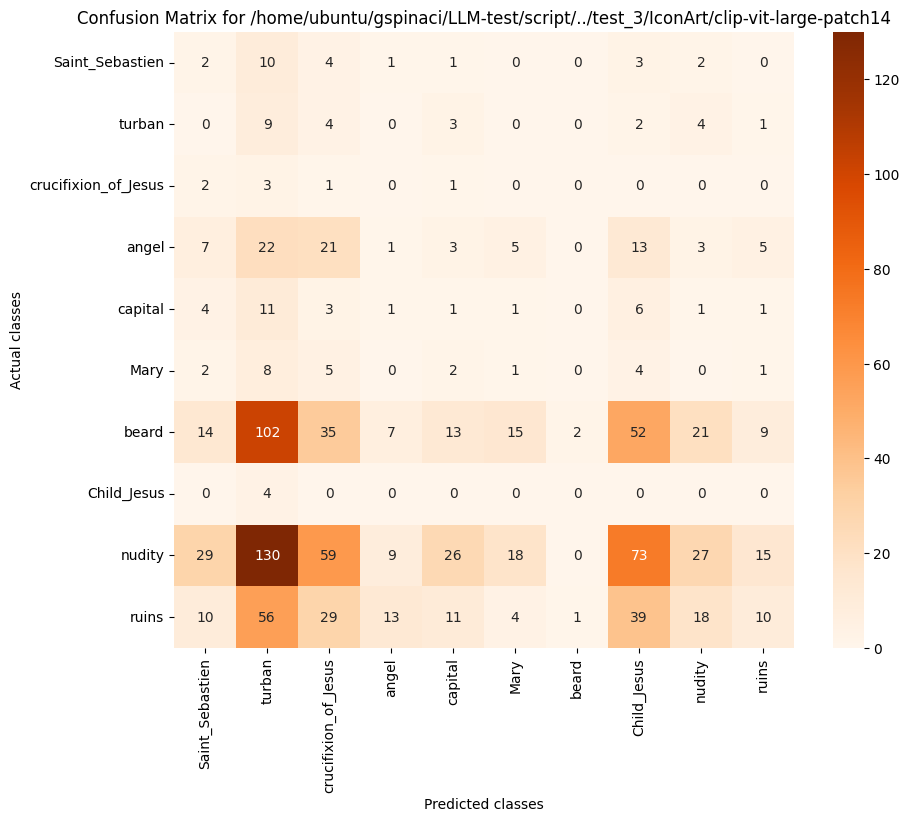 Confusion Matrix for /home/ubuntu/gspinaci/LLM-test/script/../test_3/IconArt/clip-vit-large-patch14
Actual classes
Saint_Sebastien 2 10 4 1 1 0 0 3 2 0
turban 0 9 4 0 3 0 0 2 4 1
crucifixion_of_Jesus 2 3 1 0 1 0 0 0 0 0
angel 7 22 21 1 3 5 0 13 3 5
capital 4 11 3 1 1 1 0 6 1 1
Mary 2 8 5 0 2 1 0 4 0 1
beard 14 102 35 7 13 15 2 52 21 9
Child_Jesus 0 4 0 0 0 0 0 0 0 0
nudity 29 130 59 9 26 18 0 73 27 15
ruins 10 56 29 13 11 4 1 39 18 10
Saint_Sebastien turban crucifixion_of_Jesus angel capital Mary beard Child_Jesus nudity ruins
Predicted classes
120
100
80
60
40
20
0